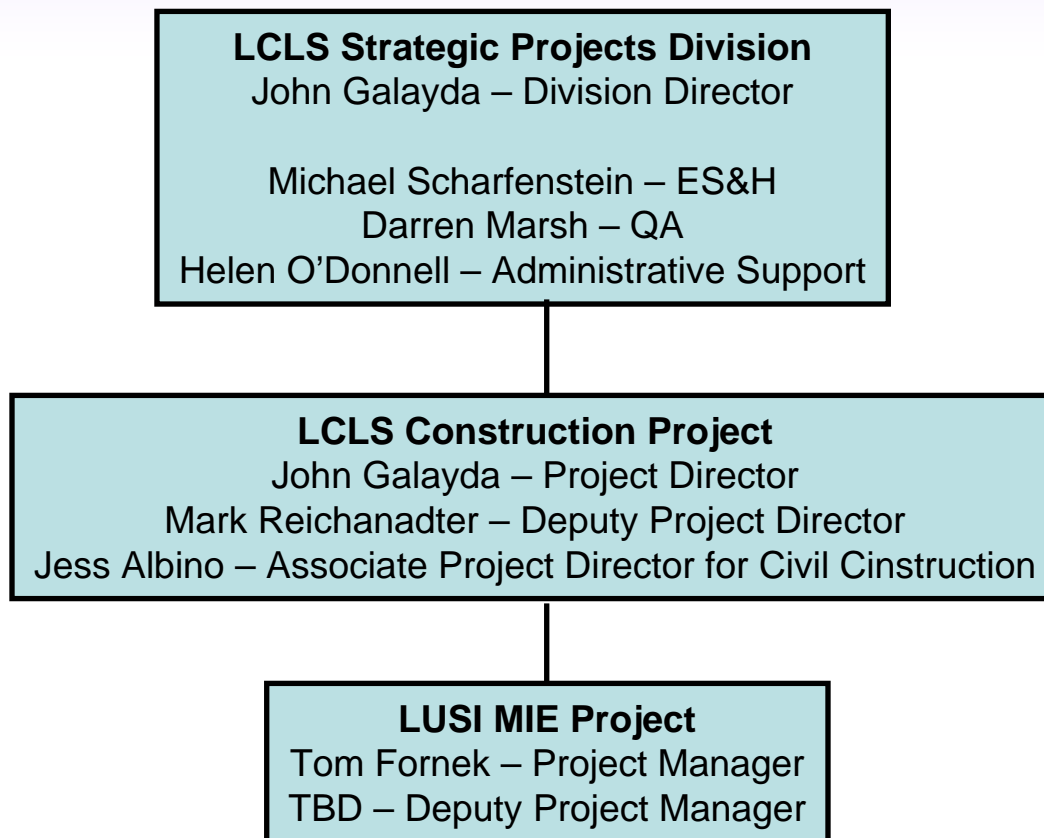 LCLS Strategic Projects Division
John Galayda – Division Director
Michael Scharfenstein – ES&H
Darren Marsh – QA
Helen O’Donnell – Administrative Support
LCLS Construction Project
John Galayda – Project Director
Mark Reichanadter – Deputy Project Director
Jess Albino – Associate Project Director for Civil Cinstruction
LUSI MIE Project
Tom Fornek – Project Manager
TBD – Deputy Project Manager